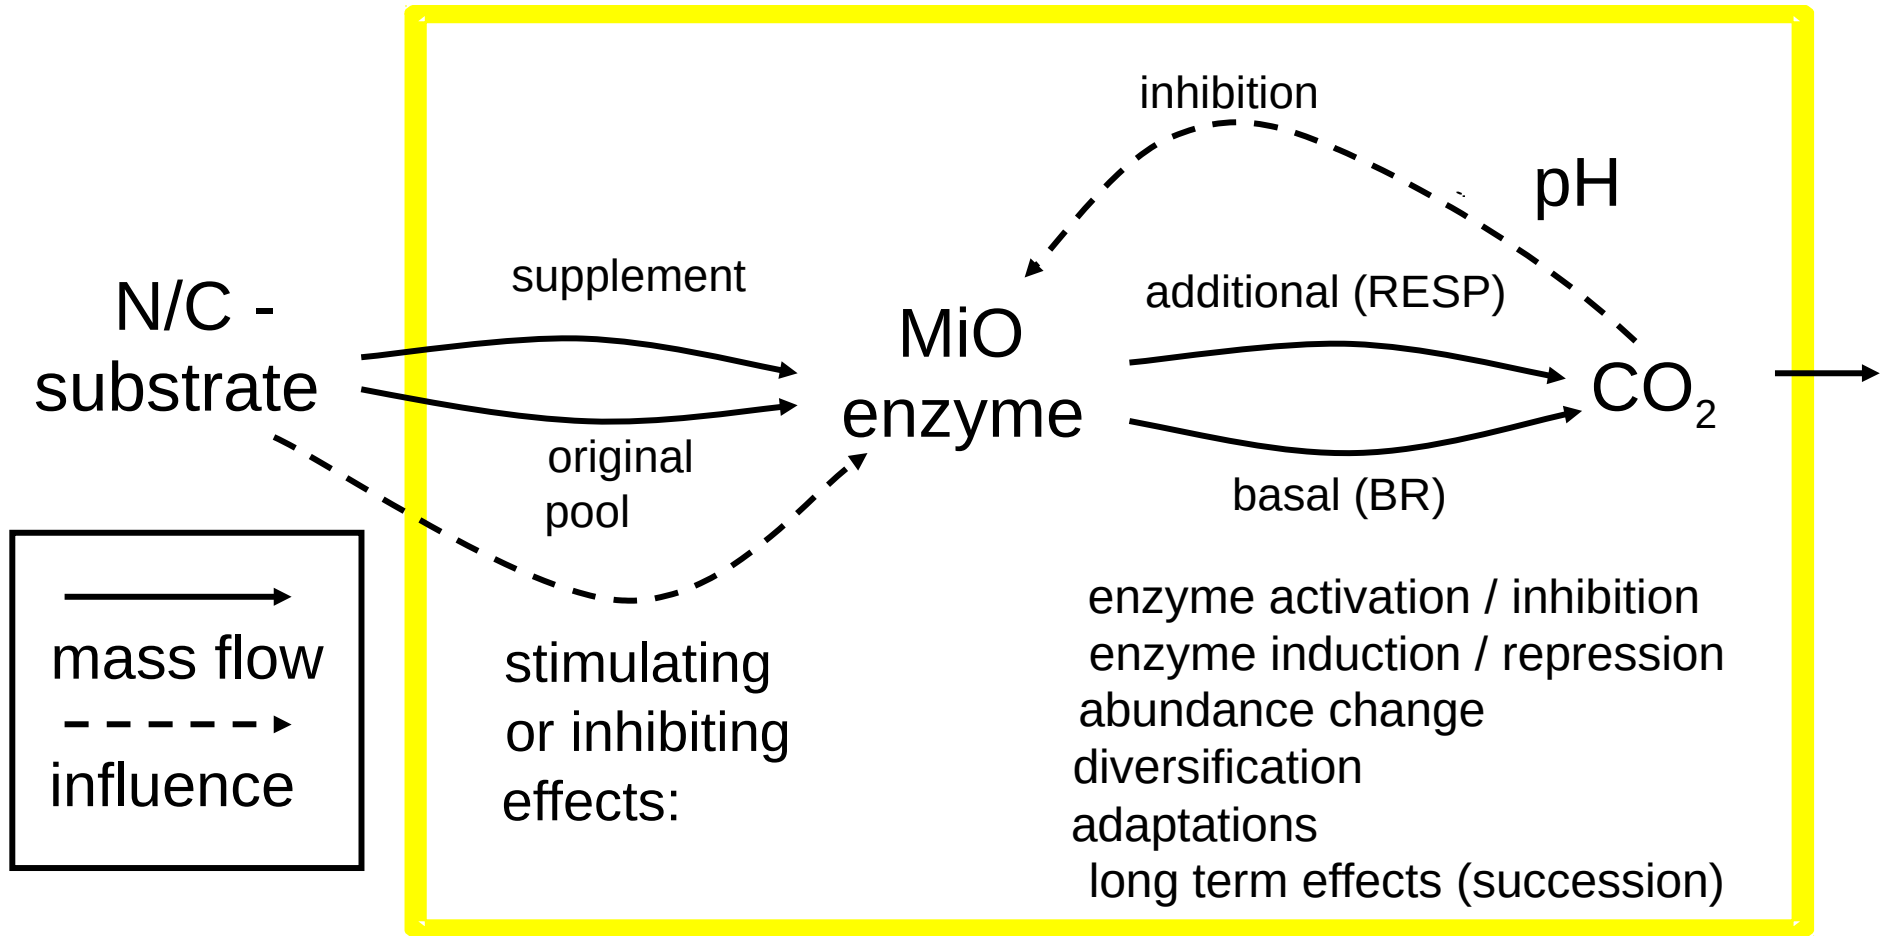 inhibition
pH
supplement
additional (RESP)
N/C -
substrate
MiO
enzyme
CO₂
original
pool
basal (BR)
mass flow
influence
stimulating
or inhibiting
effects:
enzyme activation / inhibition
enzyme induction / repression
abundance change
diversification
adaptations
long term effects (succession)